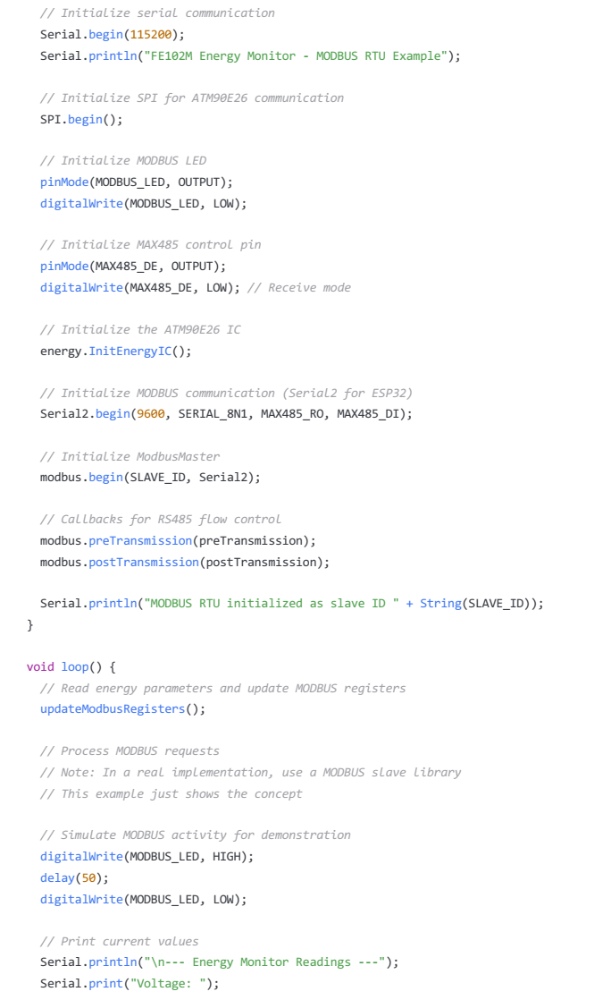 // Initialize serial communication
Serial.begin(115200);
Serial.println("FE102M Energy Monitor - MODBUS RTU Example");
// Initialize SPI for ATM90E26 communication
SPI.begin();
// Initialize MODBUS LED
pinMode(MODBUS_LED, OUTPUT);
digitalWrite(MODBUS_LED, LOW);
// Initialize MAX485 control pin
pinMode(MAX485_DE, OUTPUT);
digitalWrite(MAX485_DE, LOW); // Receive mode
// Initialize the ATM90E26 IC
energy.InitEnergyIC();
// Initialize MODBUS communication (Serial2 for ESP32)
Serial2.begin(9600, SERIAL_8N1, MAX485_RO, MAX485_DI);
// Initialize ModbusMaster
modbus.begin(SLAVE_ID, Serial2);
// Callbacks for RS485 flow control
modbus.preTransmission(preTransmission);
modbus.postTransmission(postTransmission);
Serial.println("MODBUS RTU initialized as slave ID " + String(SLAVE_ID));
}
void loop() {
// Read energy parameters and update MODBUS registers
updateModbusRegisters();
// Process MODBUS requests
// Note: In a real implementation, use a MODBUS slave library
// This example just shows the concept
// Simulate MODBUS activity for demonstration
digitalWrite(MODBUS_LED, HIGH);
delay(50);
digitalWrite(MODBUS_LED, LOW);
// Print current values
Serial.println("\n--- Energy Monitor Readings ---");
Serial.print("Voltage: ");